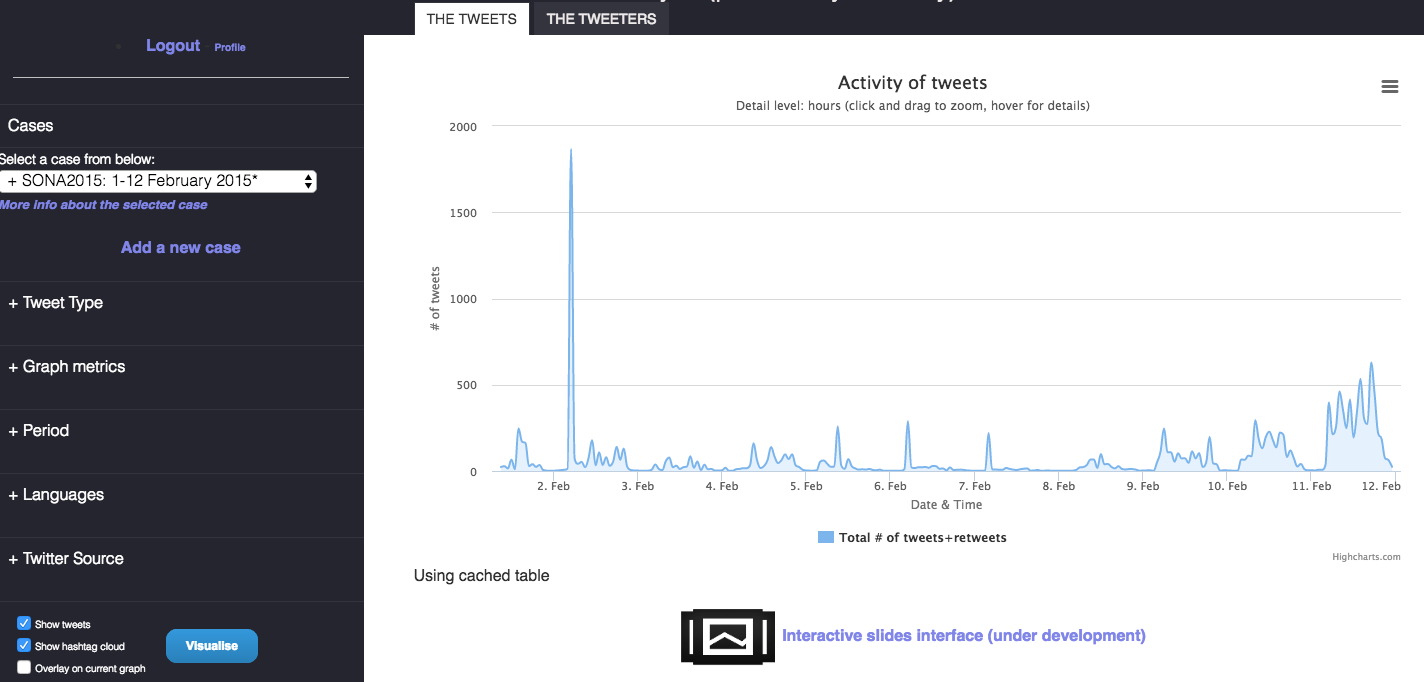 THE TWEETS
THE TWEETERS
Logout Profile
Cases
Select a case from below:
+ SONA2015: 1-12 February 2015*
More info about the selected case
Add a new case
+ Tweet Type
+ Graph metrics
+ Period
+ Languages
+ Twitter Source
Show tweets
Show hashtag cloud
Overlay on current graph
Visualise
Activity of tweets
Detail level: hours (click and drag to zoom, hover for details)
# of tweets
2000
1500
1000
500
0
2. Feb
3. Feb
4. Feb
5. Feb
6. Feb
7. Feb
8. Feb
9. Feb
10. Feb
11. Feb
12. Feb
Date & Time
Total # of tweets+retweets
Highcharts.com
Using cached table
Interactive slides interface (under development)